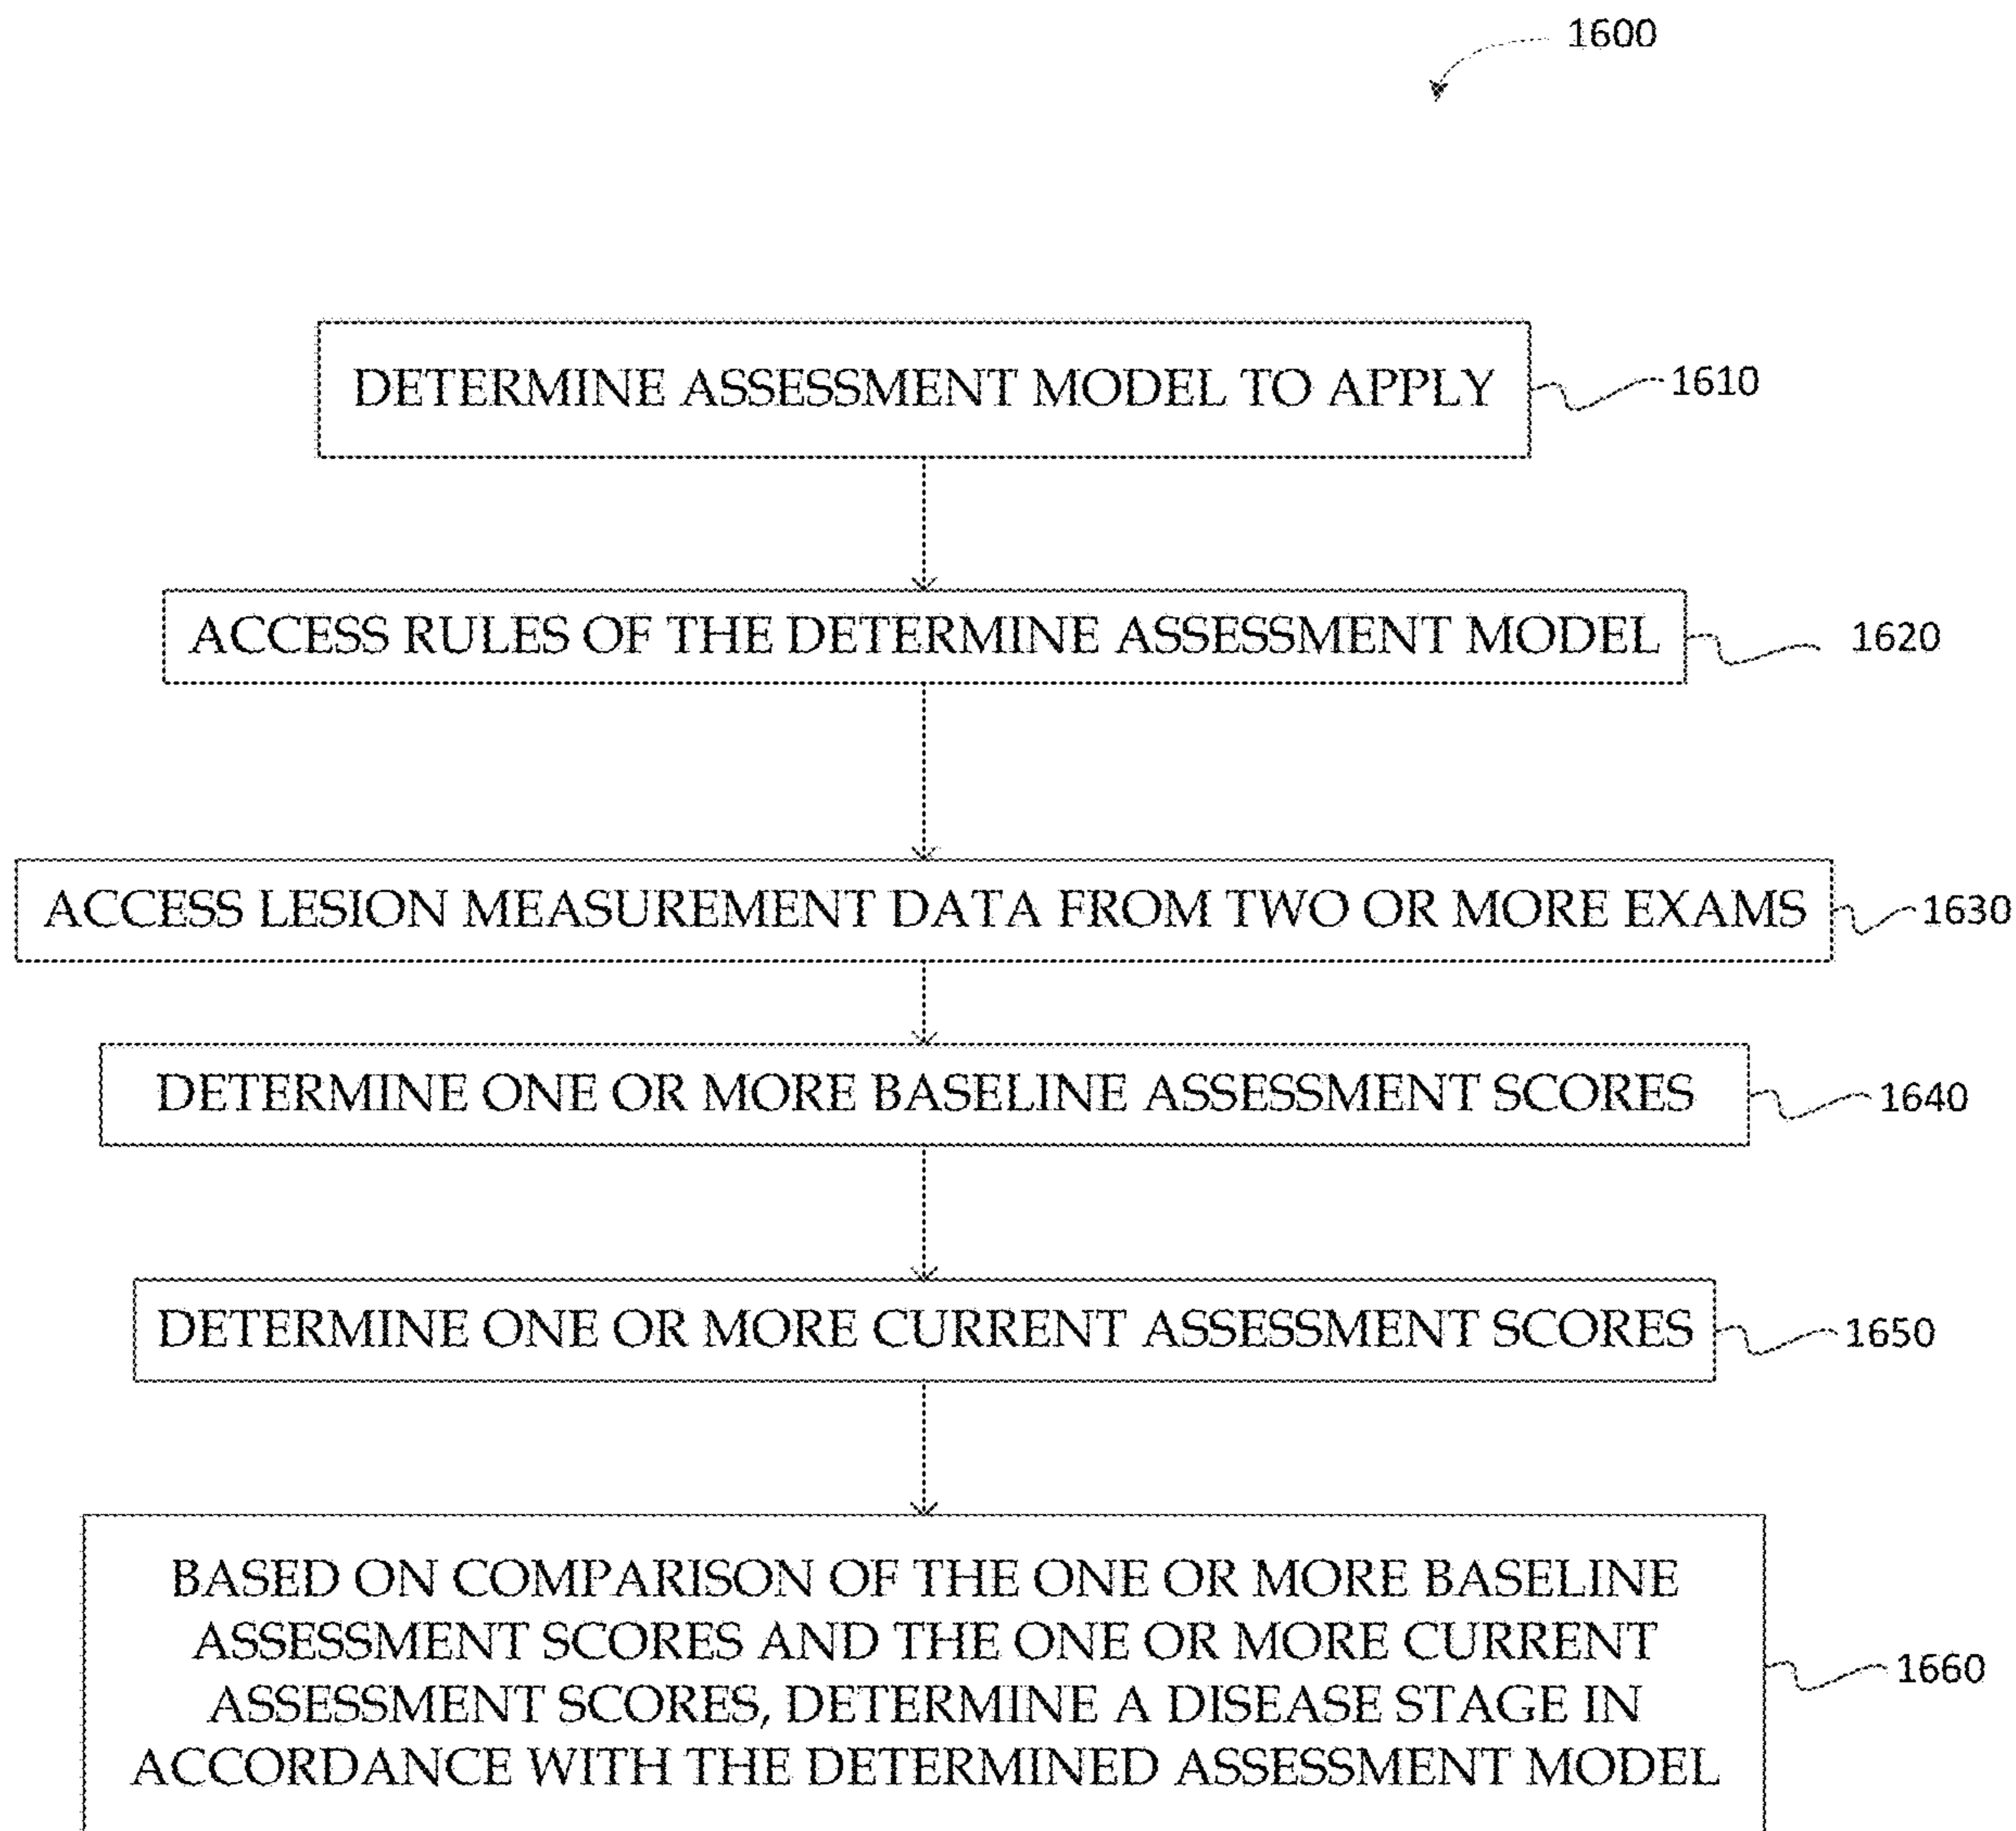 1600
DETERMINE ASSESSMENT MODEL TO APPLY
1610
ACCESS RULES OF THE DETERMINE ASSESSMENT MODEL
1620
ACCESS LESION MEASUREMENT DATA FROM TWO OR MORE EXAMS
1630
DETERMINE ONE OR MORE BASELINE ASSESSMENT SCORES
1640
DETERMINE ONE OR MORE CURRENT ASSESSMENT SCORES
1650
BASED ON COMPARISON OF THE ONE OR MORE BASELINE
ASSESSMENT SCORES AND THE ONE OR MORE CURRENT
ASSESSMENT SCORES, DETERMINE A DISEASE STAGE IN
ACCORDANCE WITH THE DETERMINED ASSESSMENT MODEL
1660